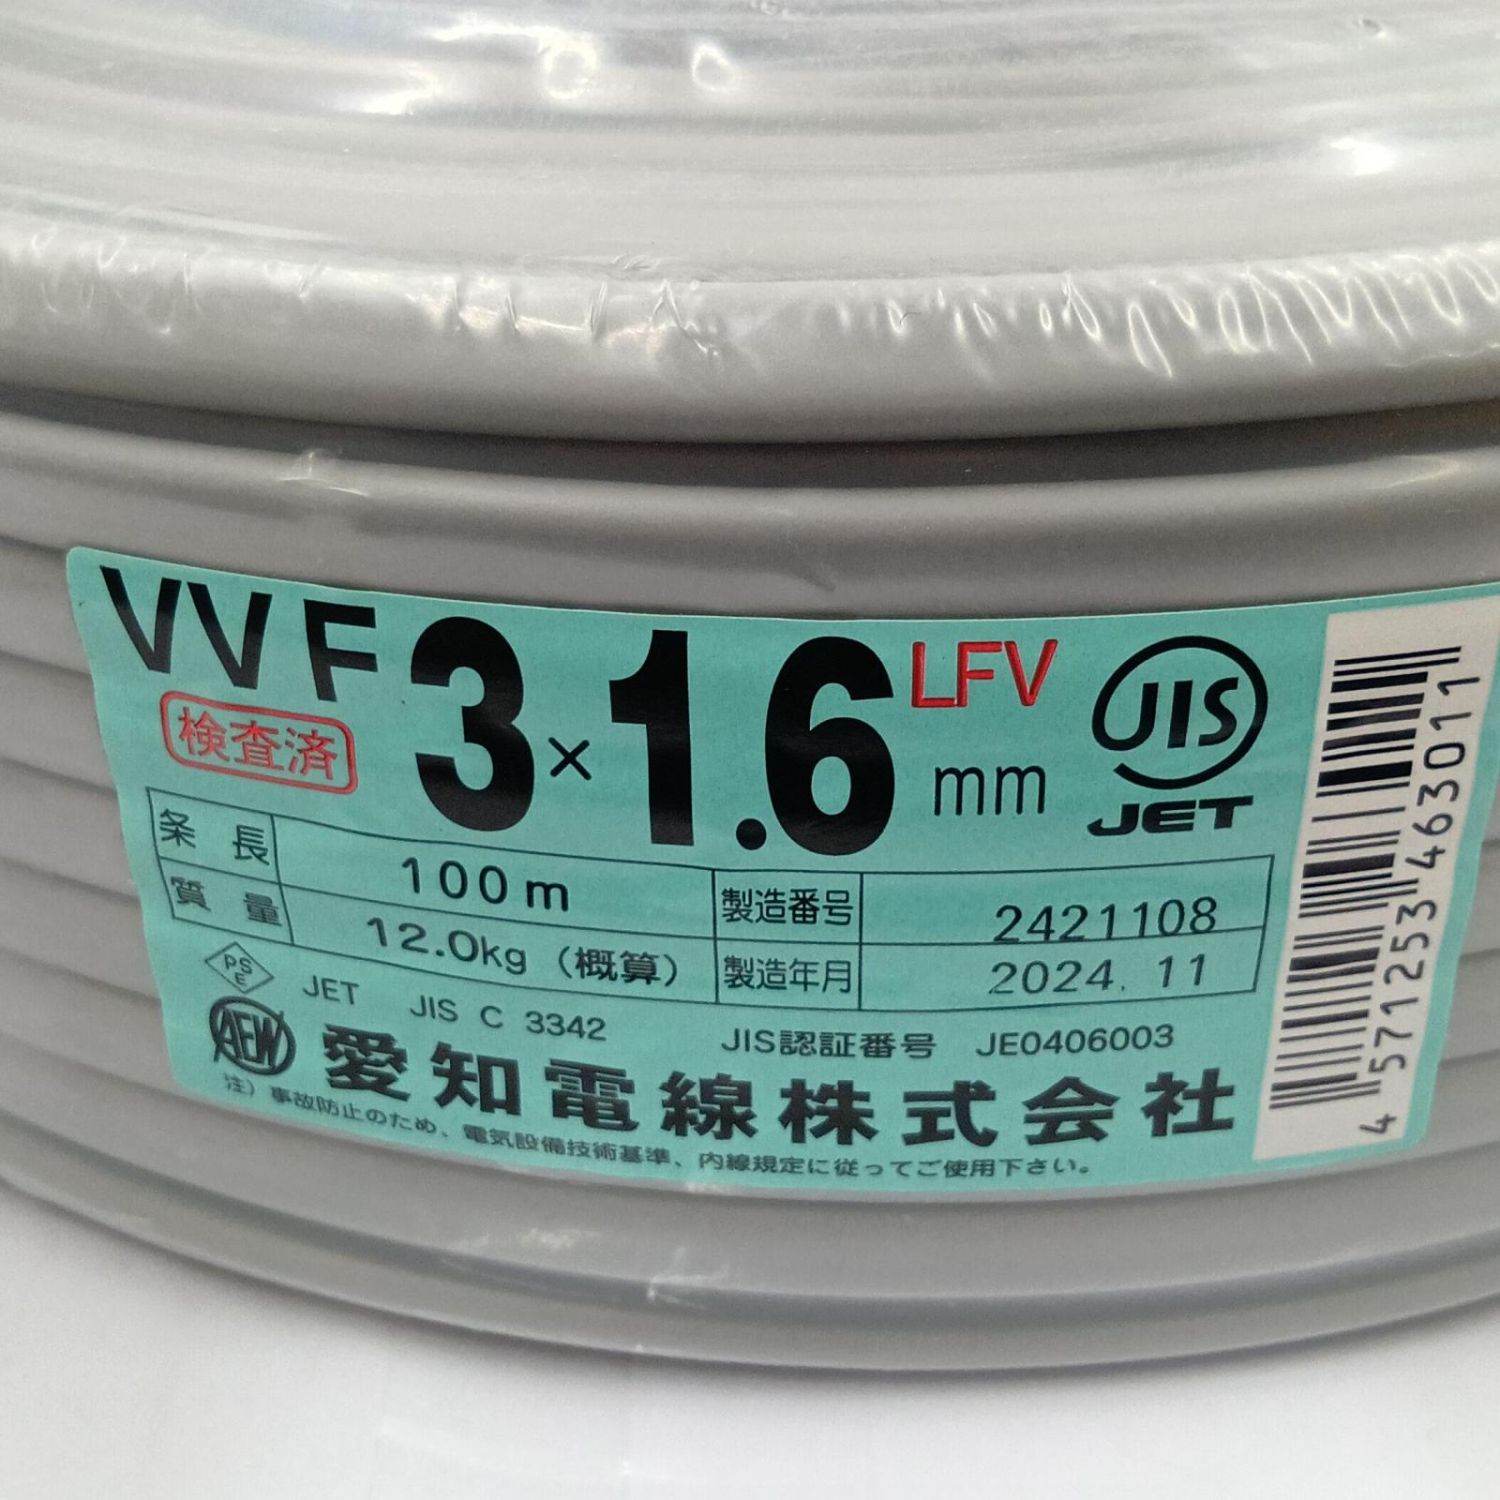 VVF 3×1.6 mm LFV
検査済
JIS
JET
条長 100m 製造番号 2421108
質量 12.0kg (概算) 製造年月 2024.11
PSE JET JIS C 3342 JIS認証番号 JE0406003
AEW 愛知電線株式会社
注) 事故防止のため、電気設備技術基準、内線規定に従ってご使用下さい。
4571253463011